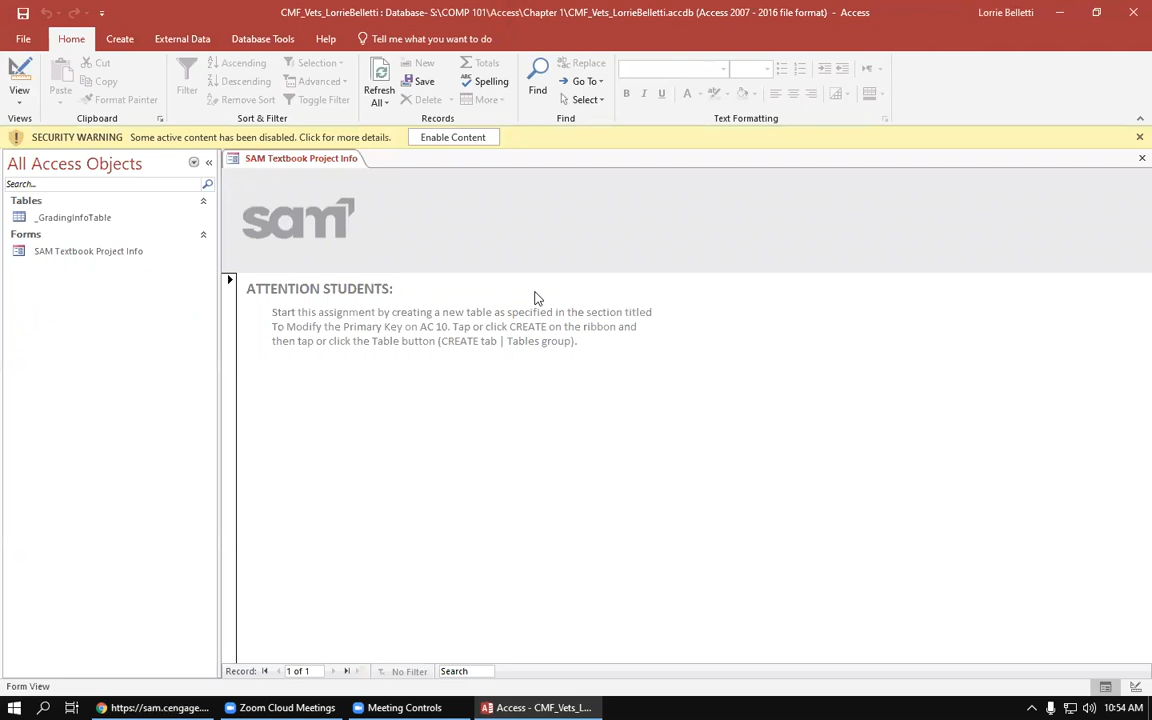 CMF_Vets_LorrieBelletti : Database- S:\COMP 101\Access\Chapter 1\CMF_Vets_LorrieBelletti.accdb (Access 2007 - 2016 file format) - Access
Lorrie Belletti
File Home Create External Data Database Tools Help Tell me what you want to do
View
Views
Paste
Cut
Copy
Format Painter
Clipboard
Filter
Ascending
Descending
Remove Sort
Selection
Advanced
Toggle Filter
Sort & Filter
Refresh
All
New
Save
Delete
Totals
Spelling
More
Records
Find
Replace
Go To
Select
Find
B I U A
Text Formatting
SECURITY WARNING Some active content has been disabled. Click for more details. Enable Content
All Access Objects
Search...
Tables
_GradingInfoTable
Forms
SAM Textbook Project Info
SAM Textbook Project Info
sam
ATTENTION STUDENTS:
Start this assignment by creating a new table as specified in the section titled
To Modify the Primary Key on AC 10. Tap or click CREATE on the ribbon and
then tap or click the Table button (CREATE tab | Tables group).
Record: 1 of 1 No Filter Search
Form View
https://sam.cengage.... Zoom Cloud Meetings Meeting Controls Access - CMF_Vets_L... 10:54 AM